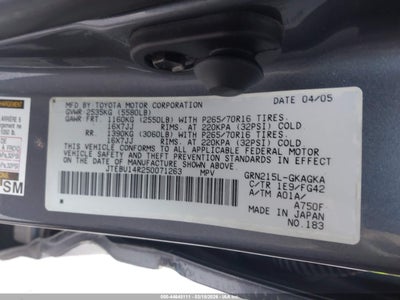 MFD BY TOYOTA MOTOR CORPORATION 04/05
GVWR 2535KG (5580LB)
GAWR FRT. 1160KG (2550LB) WITH P265/70R16 TIRES,
16X7JJ RIMS, AT 220KPA (32PSI) COLD
RR. 1390KG (3060LB) WITH P265/70R16 TIRES,
16X7JJ RIMS, AT 220KPA (32PSI) COLD
THIS VEHICLE CONFORMS TO ALL APPLICABLE FEDERAL MOTOR
VEHICLE SAFETY, BUMPER AND THEFT PREVENTION STANDARDS IN
EFFECT ON THE DATE OF MANUFACTURE SHOWN ABOVE.
JTEBU14R250071263 MPV
GRN215L-GKAGKA
C/TR 1E9/FG42
A/TM A01A/
A750F
MADE IN JAPAN
NO.183
SM